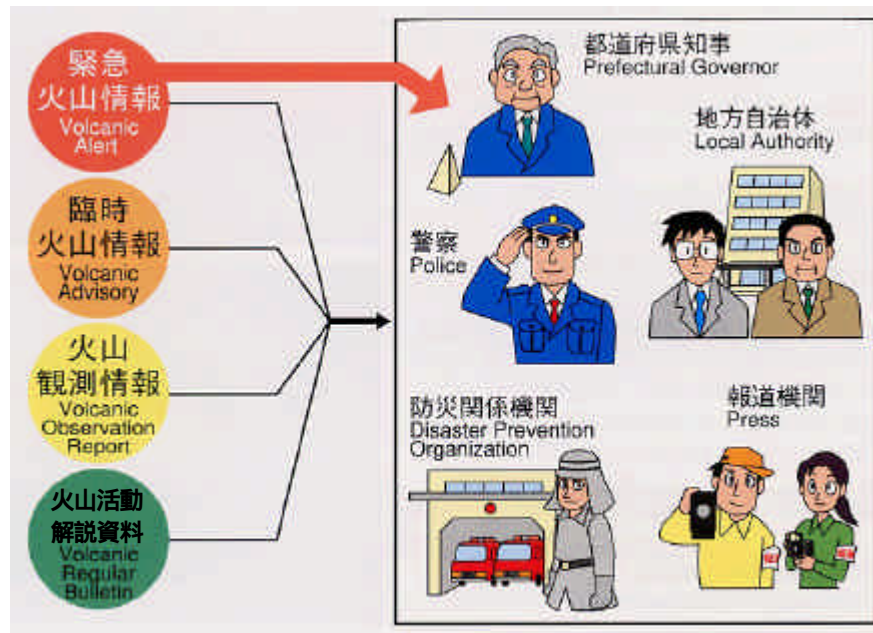 緊急
火山情報
Volcanic
Alert
臨時
火山情報
Volcanic
Advisory
火山
観測情報
Volcanic
Observation
Report
火山活動
解説資料
Volcanic
Regular
Bulletin
都道府県知事
Prefectural Governor
地方自治体
Local Authority
警察
Police
防災関係機関
Disaster Prevention
Organization
報道機関
Press